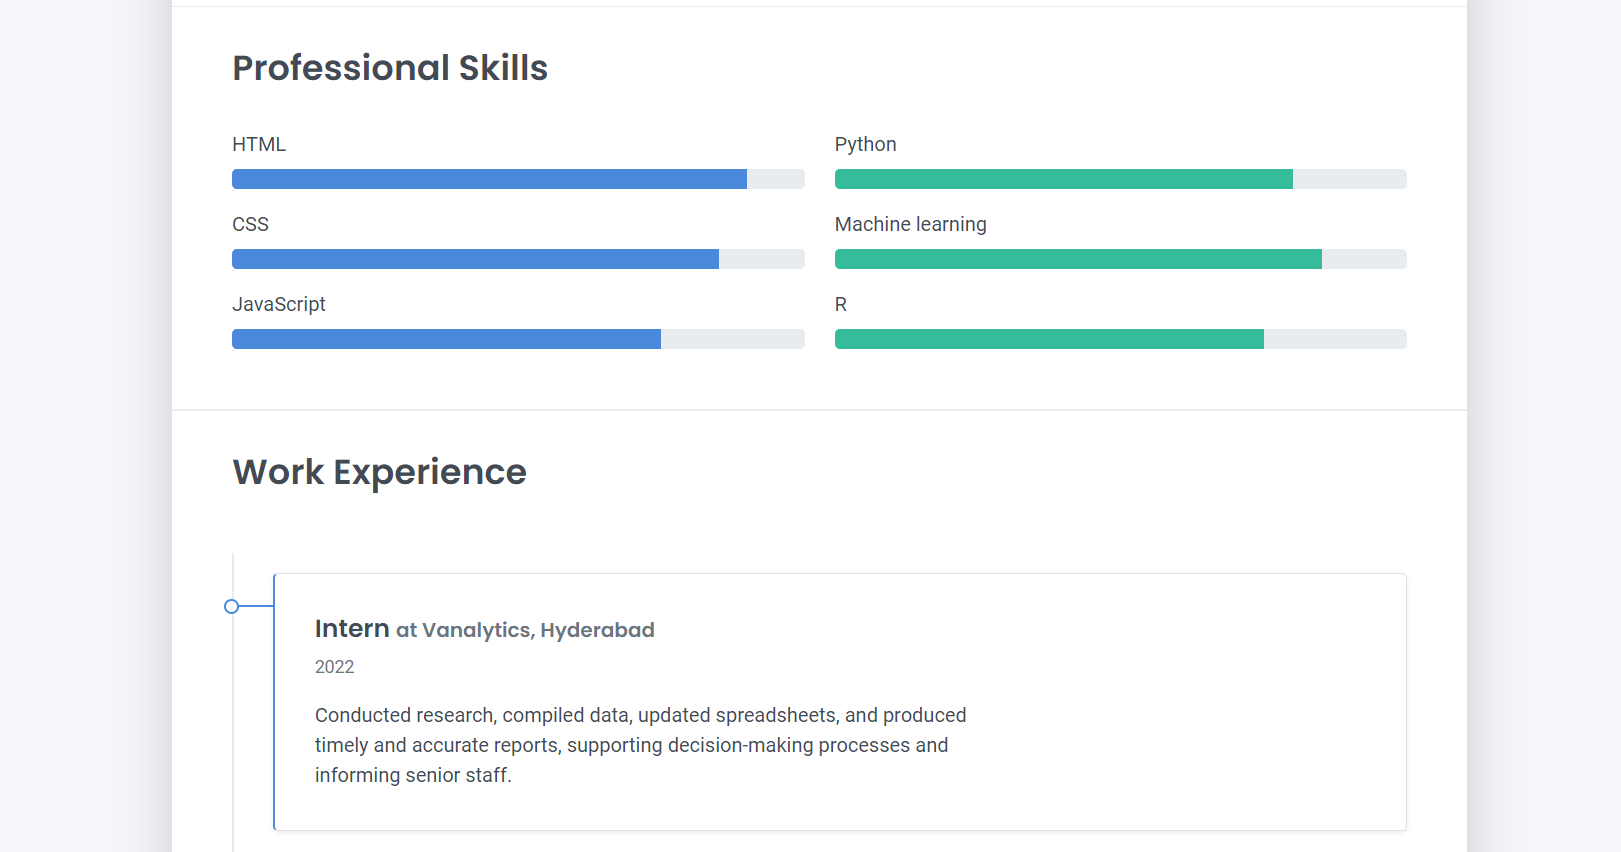 Professional Skills
HTML
Python
CSS
Machine learning
JavaScript
R
Work Experience
Intern at Vanalytics, Hyderabad
2022
Conducted research, compiled data, updated spreadsheets, and produced
timely and accurate reports, supporting decision-making processes and
informing senior staff.